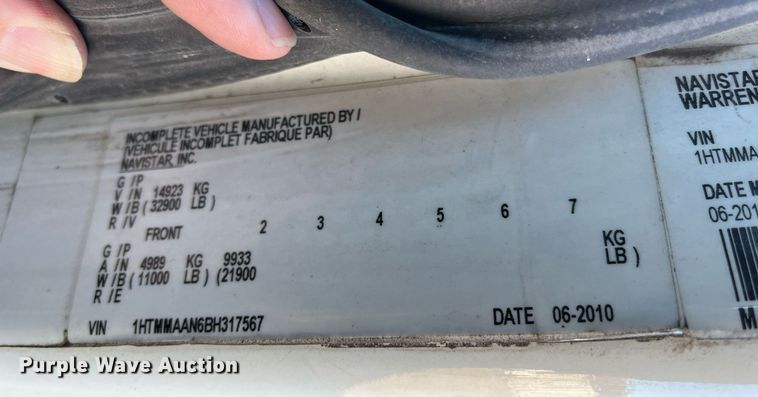 INCOMPLETE VEHICLE MANUFACTURED BY /
(VEHICULE INCOMPLET FABRIQUE PAR)
NAVISTAR, INC.
G /P
V /N 14923 KG
W/B ( 32900 LB )
R /V
FRONT 2 3 4 5 6 7
G /P
A /N 4989 KG 9933 KG
W/B ( 11000 LB ) (21900 LB )
R /E
VIN 1HTMMAAN6BH317567 DATE 06-2010
NAVISTAR
WARREN
VIN
1HTMMA
DATE M
06-201
M
Purple Wave Auction